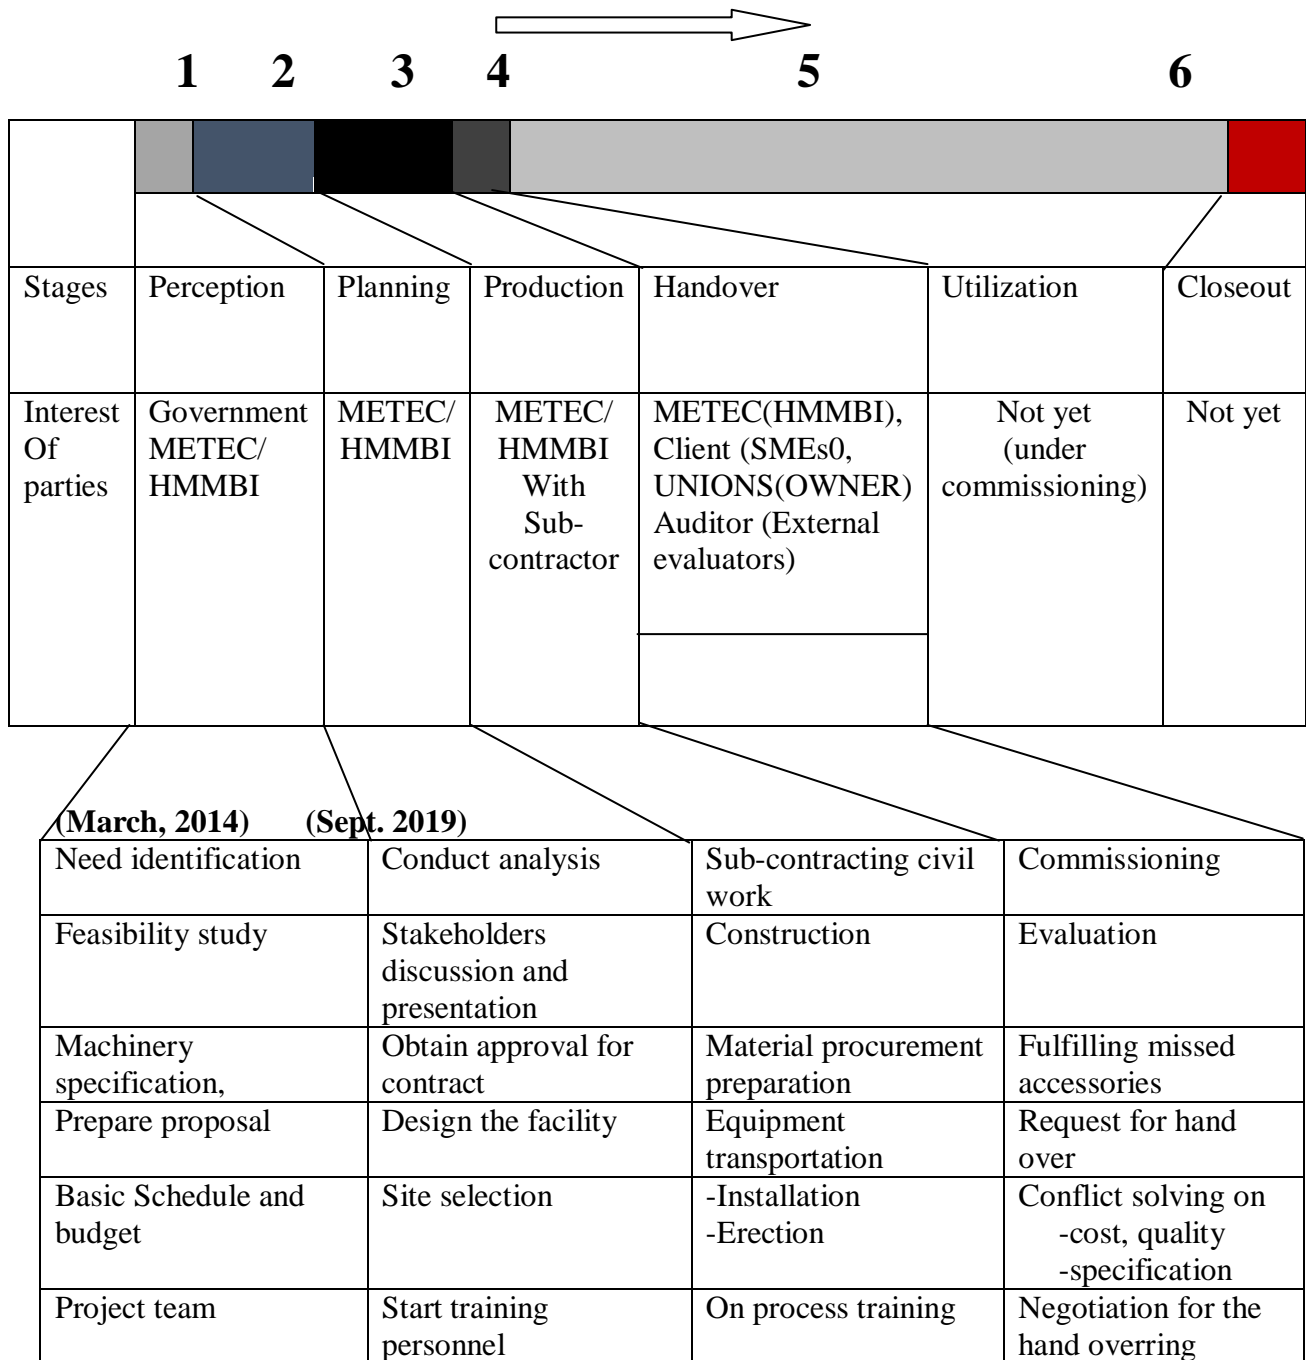 1 2 3 4 5 6
Stages Perception Planning Production Handover Utilization Closeout
Interest
Of
parties
Government
METEC/
HMMBI
METEC/
HMMBI
METEC/
HMMBI
With
Sub-
contractor
METEC(HMMBI),
Client (SMEs0,
UNIONS(OWNER)
Auditor (External
evaluators)
Not yet
(under
commissioning)
Not yet
(March, 2014) (Sept. 2019)
Need identification
Conduct analysis
Sub-contracting civil
work
Commissioning
Feasibility study
Stakeholders
discussion and
presentation
Construction
Evaluation
Machinery
specification,
Obtain approval for
contract
Material procurement
preparation
Fulfilling missed
accessories
Prepare proposal
Design the facility
Equipment
transportation
Request for hand
over
Basic Schedule and
budget
Site selection
-Installation
-Erection
Conflict solving on
-cost, quality
-specification
Project team
Start training
personnel
On process training
Negotiation for the
hand overring